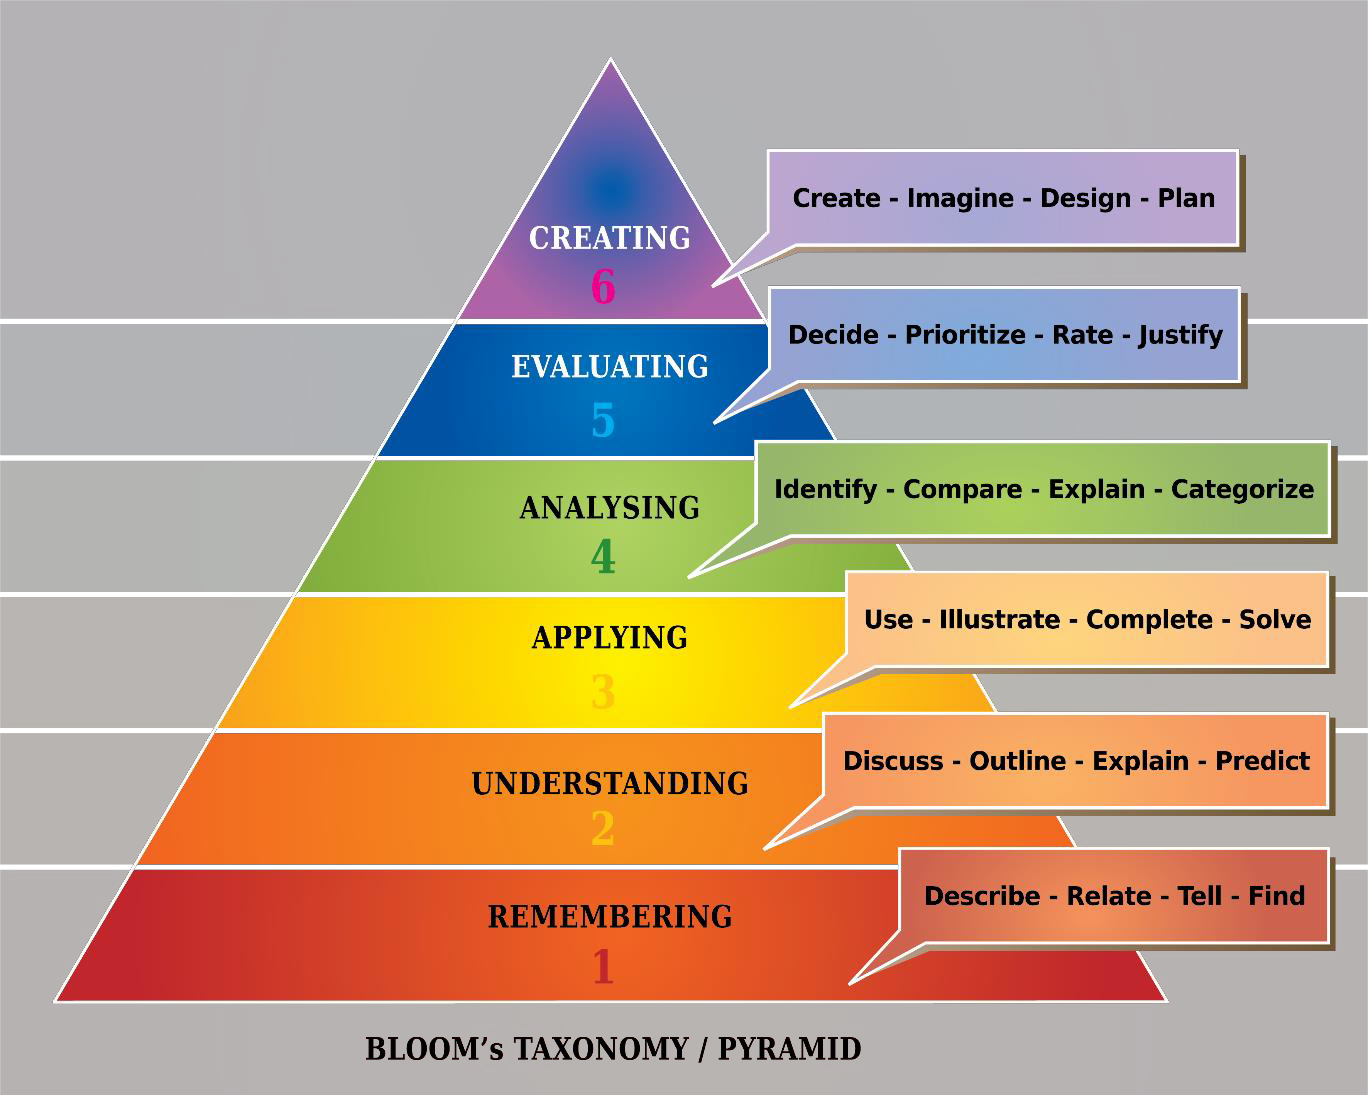 CREATING
6
Create - Imagine - Design - Plan
EVALUATING
5
Decide - Prioritize - Rate - Justify
ANALYSING
4
Identify - Compare - Explain - Categorize
APPLYING
3
Use - Illustrate - Complete - Solve
UNDERSTANDING
2
Discuss - Outline - Explain - Predict
REMEMBERING
1
Describe - Relate - Tell - Find
BLOOM’s TAXONOMY / PYRAMID